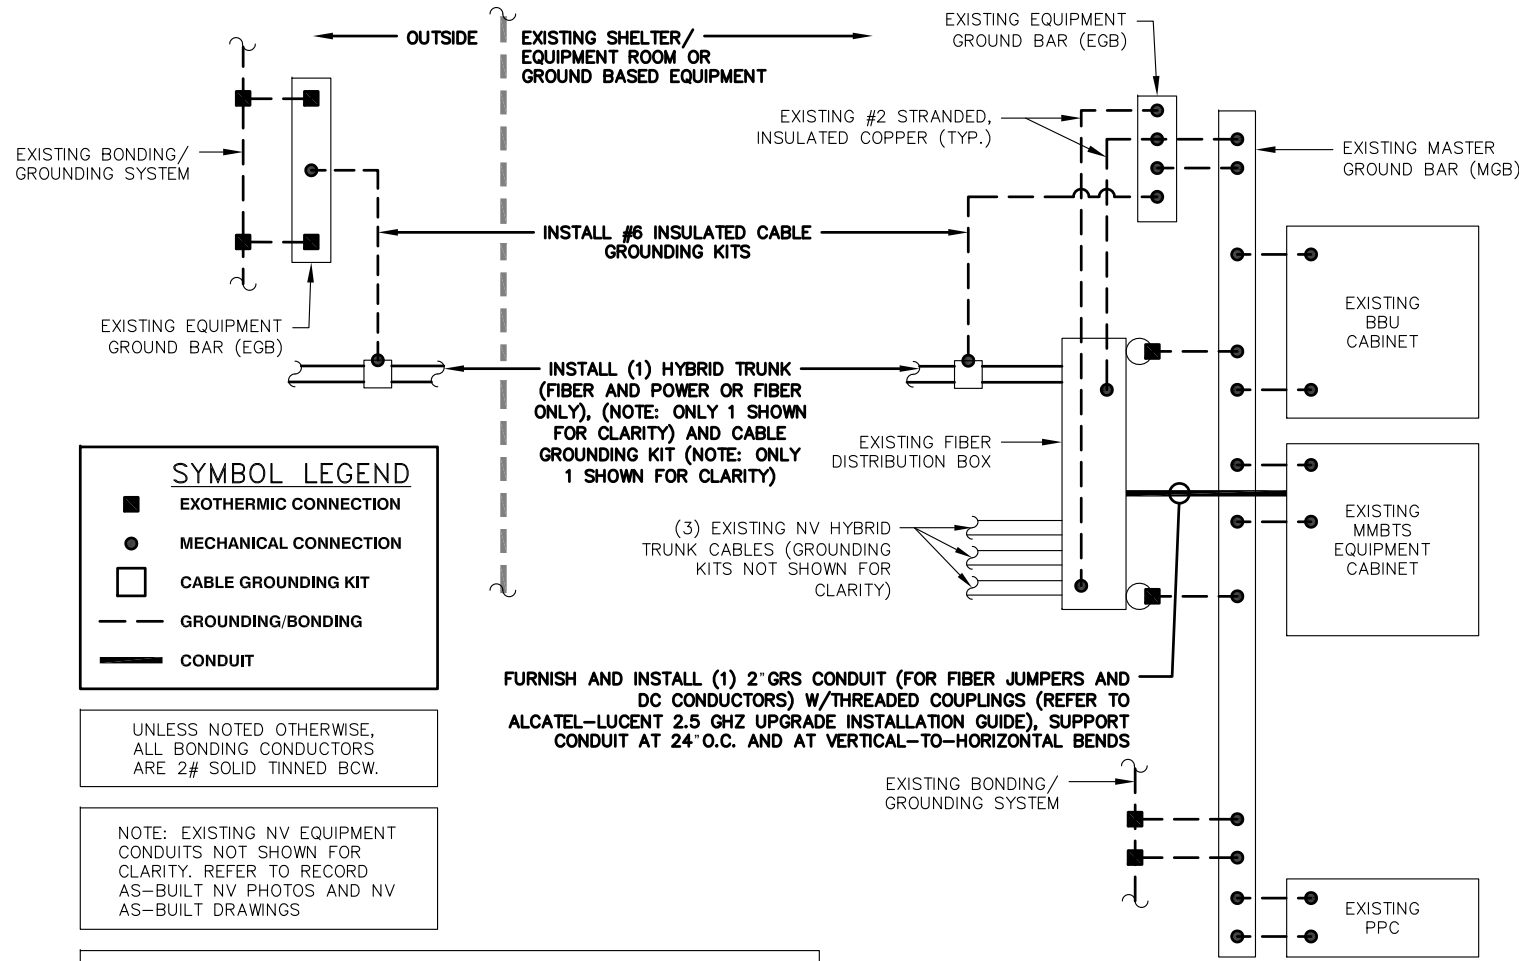 OUTSIDE
EXISTING SHELTER/
EQUIPMENT ROOM OR
GROUND BASED EQUIPMENT
EXISTING EQUIPMENT
GROUND BAR (EGB)
EXISTING #2 STRANDED,
INSULATED COPPER (TYP.)
EXISTING MASTER
GROUND BAR (MGB)
EXISTING BONDING/
GROUNDING SYSTEM
INSTALL #6 INSULATED CABLE
GROUNDING KITS
EXISTING EQUIPMENT
GROUND BAR (EGB)
EXISTING
BBU
CABINET
INSTALL (1) HYBRID TRUNK
(FIBER AND POWER OR FIBER
ONLY), (NOTE: ONLY 1 SHOWN
FOR CLARITY) AND CABLE
GROUNDING KIT (NOTE: ONLY
1 SHOWN FOR CLARITY)
EXISTING FIBER
DISTRIBUTION BOX
SYMBOL LEGEND
EXOTHERMIC CONNECTION
MECHANICAL CONNECTION
CABLE GROUNDING KIT
GROUNDING/BONDING
CONDUIT
(3) EXISTING NV HYBRID
TRUNK CABLES (GROUNDING
KITS NOT SHOWN FOR
CLARITY)
EXISTING
MMBTS
EQUIPMENT
CABINET
FURNISH AND INSTALL (1) 2"GRS CONDUIT (FOR FIBER JUMPERS AND
DC CONDUCTORS) W/THREADED COUPLINGS (REFER TO
ALCATEL-LUCENT 2.5 GHZ UPGRADE INSTALLATION GUIDE), SUPPORT
CONDUIT AT 24"O.C. AND AT VERTICAL-TO-HORIZONTAL BENDS
UNLESS NOTED OTHERWISE,
ALL BONDING CONDUCTORS
ARE 2# SOLID TINNED BCW.
EXISTING BONDING/
GROUNDING SYSTEM
NOTE: EXISTING NV EQUIPMENT
CONDUITS NOT SHOWN FOR
CLARITY. REFER TO RECORD
AS-BUILT NV PHOTOS AND NV
AS-BUILT DRAWINGS
EXISTING
PPC